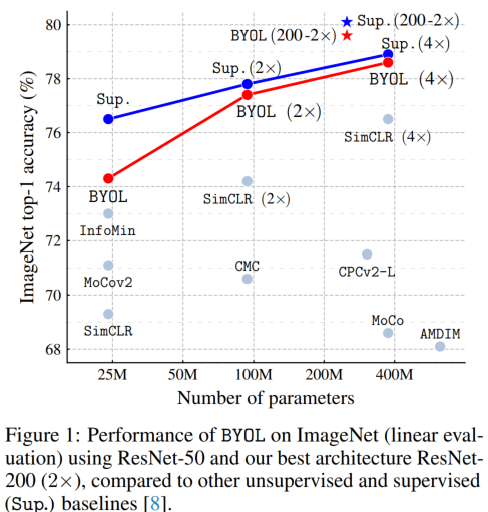 80
Sup.(200-2×)
BYOL(200-2×)
Sup.(4×)
78
Sup.(2×)
BYOL (4×)
Sup.
BYOL (2×)
76
SimCLR (4×)
74
BYOL
SimCLR (2×)
InfoMin
72
CMC
CPCv2-L
MoCov2
70
MoCo
SimCLR
AMDIM
68
ImageNet top-1 accuracy (%)
25M 50M 100M 200M 400M
Number of parameters
Figure 1: Performance of BYOL on ImageNet (linear eval-
uation) using ResNet-50 and our best architecture ResNet-
200 (2×), compared to other unsupervised and supervised
(Sup.) baselines [8].